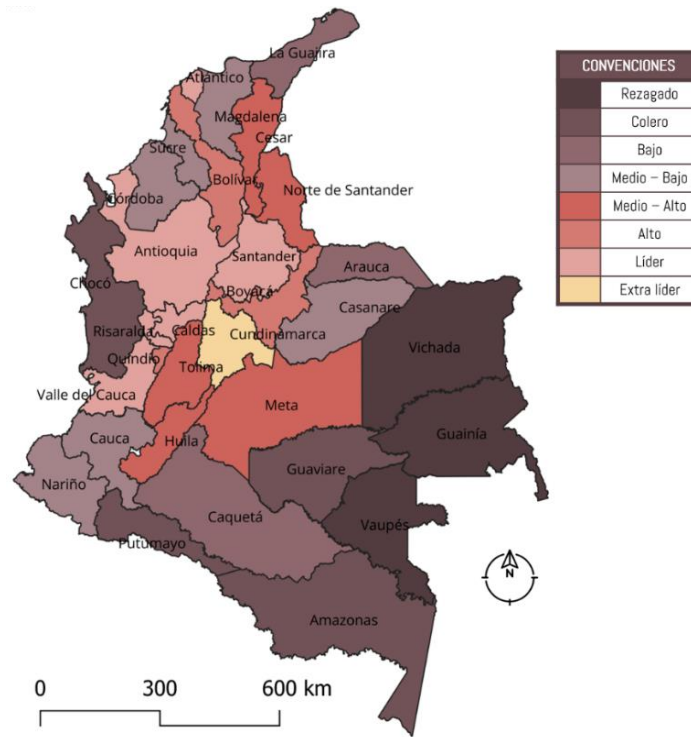 La Guajira
Atlántico
Magdalena
Cesar
Sucre
Bolívar
Norte de Santander
Córdoba
Antioquia
Santander
Arauca
Chocó
Boyacá
Casanare
Risaralda
Caldas
Cundinamarca
Vichada
Quindío
Tolima
Valle del Cauca
Meta
Guainía
Cauca
Huila
Guaviare
Nariño
Caquetá
Vaupés
Putumayo
Amazonas
CONVENCIONES
Rezagado
Colero
Bajo
Medio – Bajo
Medio – Alto
Alto
Líder
Extra líder
N
0 300 600 km